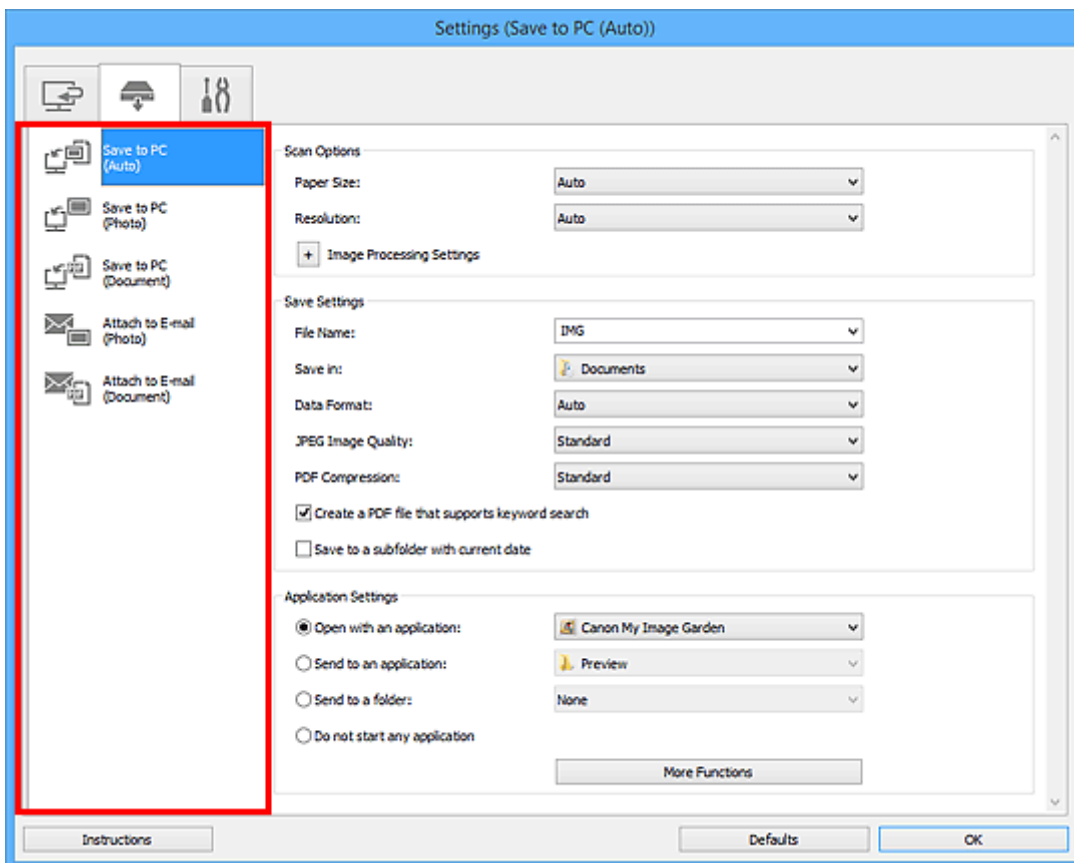 Settings (Save to PC (Auto))
Save to PC
(Auto)
Save to PC
(Photo)
Save to PC
(Document)
Attach to E-mail
(Photo)
Attach to E-mail
(Document)
Scan Options
Paper Size: Auto
Resolution: Auto
+ Image Processing Settings
Save Settings
File Name: IMG
Save in: Documents
Data Format: Auto
JPEG Image Quality: Standard
PDF Compression: Standard
Create a PDF file that supports keyword search
Save to a subfolder with current date
Application Settings
Open with an application: Canon My Image Garden
Send to an application: Preview
Send to a folder: None
Do not start any application
More Functions
Instructions Defaults OK